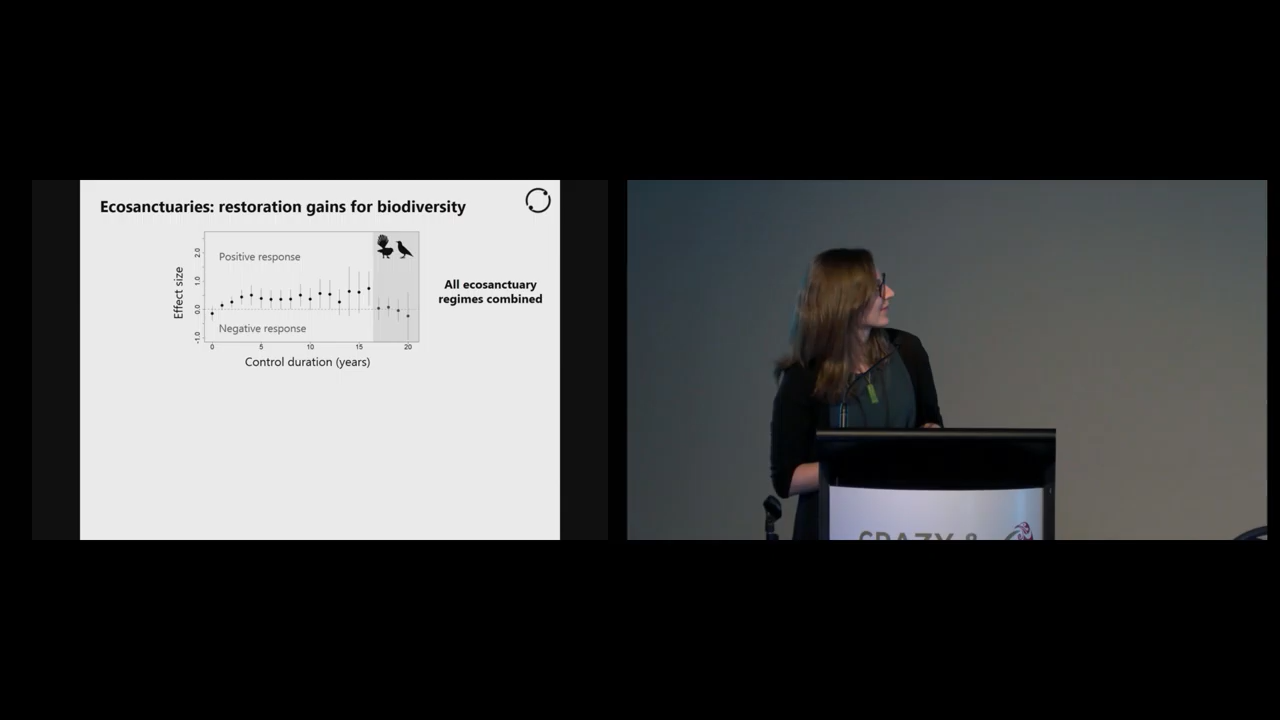 Ecosanctuaries: restoration gains for biodiversity
Positive response
Negative response
Effect size
2.0
1.0
0.0
-1.0
0
5
10
15
20
Control duration (years)
All ecosanctuary
regimes combined
CRAZY &